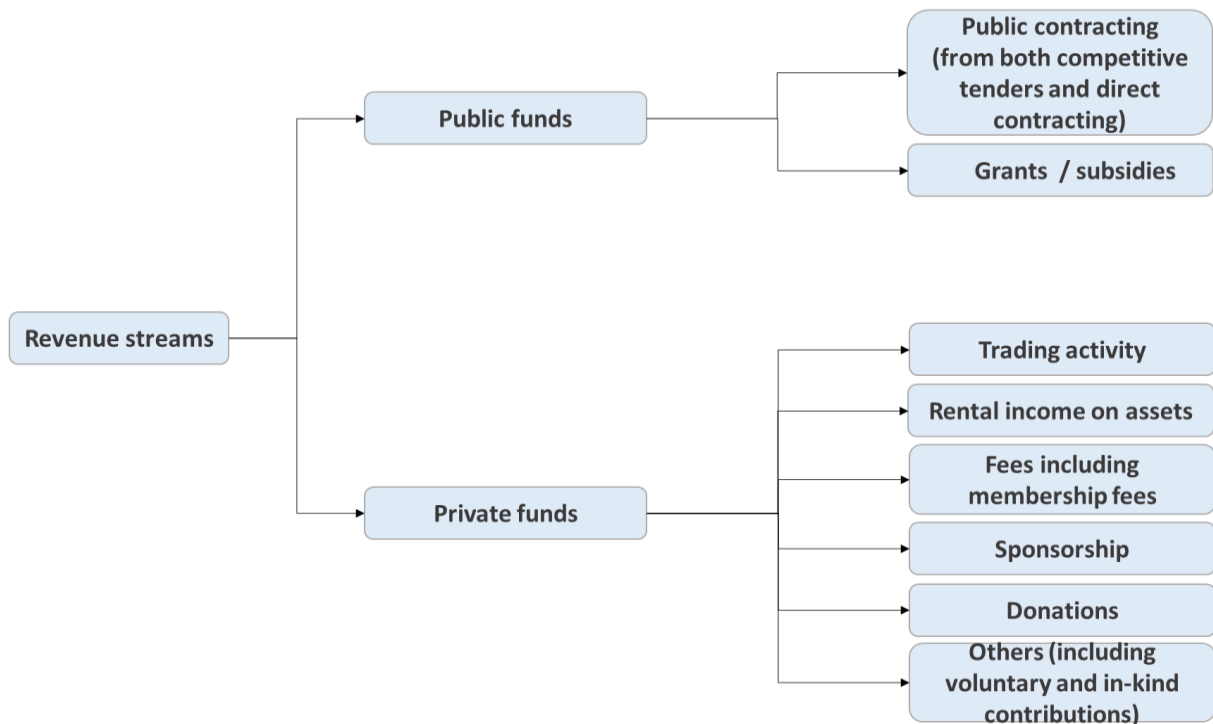 Public contracting
(from both competitive
tenders and direct
contracting)
Public funds
Grants / subsidies
Revenue streams
Trading activity
Rental income on assets
Fees including
membership fees
Private funds
Sponsorship
Donations
Others (including
voluntary and in-kind
contributions)